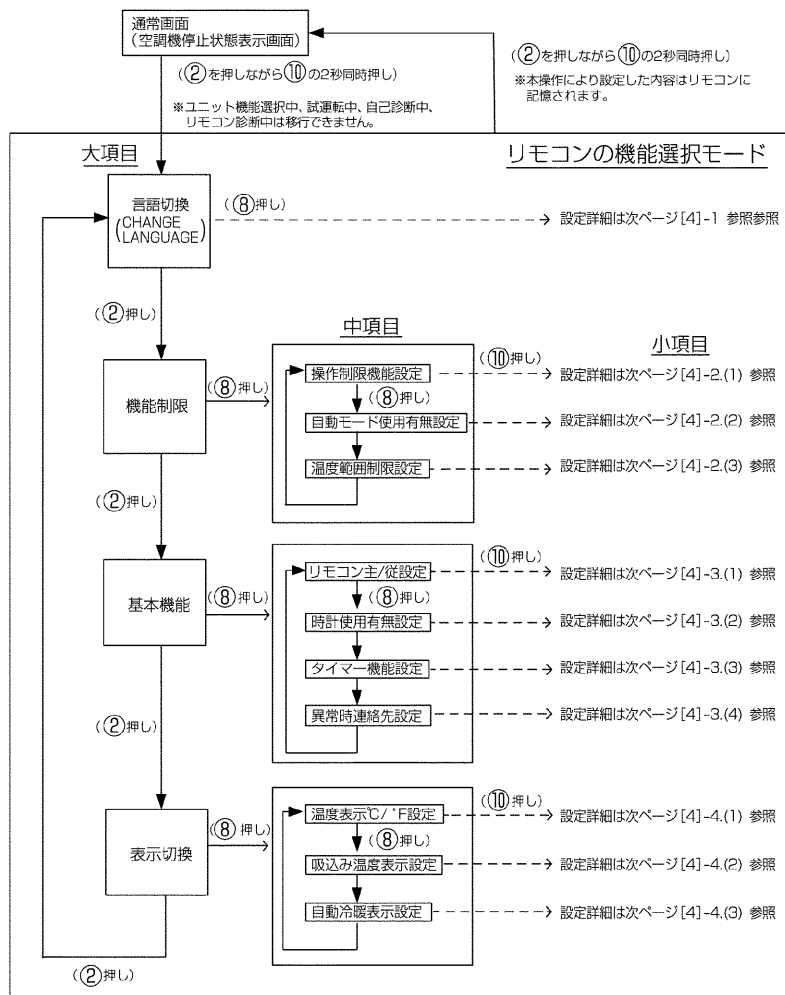 通常画面
(空調機停止状態表示画面)
(②を押しながら⑩の2秒同時押し)
※ユニット機能選択中、試運転中、自己診断中、
リモコン診断中は移行できません。
(②を押しながら⑩の2秒同時押し)
※本操作により設定した内容はリモコンに
記憶されます。
大項目
リモコンの機能選択モード
言語切換
(CHANGE
LANGUAGE)
(⑧押し)
設定詳細は次ページ[4]-1 参照参照
(②押し)
中項目
小項目
機能制限
(⑧押し)
操作制限機能設定
(⑩押し)
設定詳細は次ページ[4]-2.(1) 参照
(⑧押し)
自動モード使用有無設定
設定詳細は次ページ[4]-2.(2) 参照
温度範囲制限設定
設定詳細は次ページ[4]-2.(3) 参照
(②押し)
基本機能
(⑧押し)
リモコン主/従設定
(⑩押し)
設定詳細は次ページ[4]-3.(1) 参照
(⑧押し)
時計使用有無設定
設定詳細は次ページ[4]-3.(2) 参照
タイマー機能設定
設定詳細は次ページ[4]-3.(3) 参照
異常時連絡先設定
設定詳細は次ページ[4]-3.(4) 参照
(②押し)
表示切換
(⑧押し)
温度表示℃/°F設定
(⑩押し)
設定詳細は次ページ[4]-4.(1) 参照
(⑧押し)
吸込み温度表示設定
設定詳細は次ページ[4]-4.(2) 参照
自動冷暖表示設定
設定詳細は次ページ[4]-4.(3) 参照
(②押し)